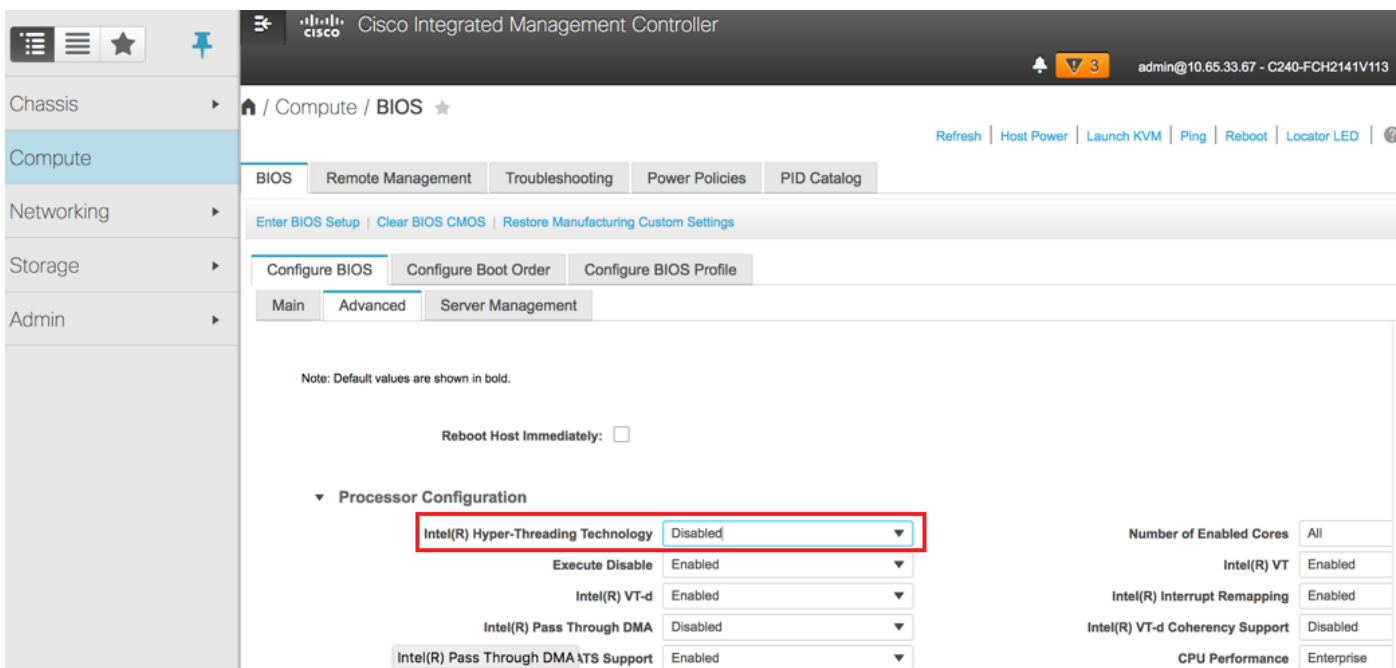 cisco Cisco Integrated Management Controller
3 admin@10.65.33.67 - C240-FCH2141V113
Chassis
Compute
Networking
Storage
Admin
/ Compute / BIOS
Refresh | Host Power | Launch KVM | Ping | Reboot | Locator LED |
BIOS Remote Management Troubleshooting Power Policies PID Catalog
Enter BIOS Setup | Clear BIOS CMOS | Restore Manufacturing Custom Settings
Configure BIOS Configure Boot Order Configure BIOS Profile
Main Advanced Server Management
Note: Default values are shown in bold.
Reboot Host Immediately:
Processor Configuration
Intel(R) Hyper-Threading Technology Disabled Number of Enabled Cores All
Execute Disable Enabled Intel(R) VT Enabled
Intel(R) VT-d Enabled Intel(R) Interrupt Remapping Enabled
Intel(R) Pass Through DMA Disabled Intel(R) VT-d Coherency Support Disabled
Intel(R) Pass Through DMA ATS Support Enabled CPU Performance Enterprise